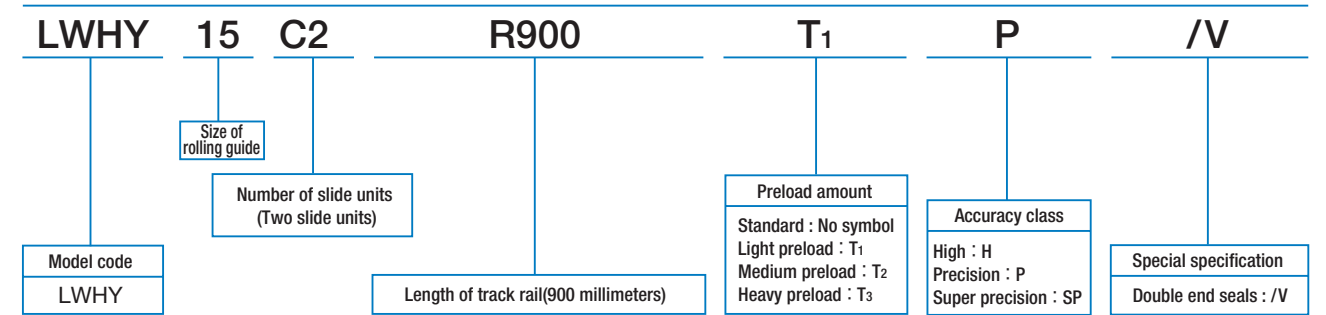 LWHY 15 C2 R900 T1 P /V
Size of
rolling guide
Number of slide units
(Two slide units)
Model code
LWHY
Length of track rail(900 millimeters)
Preload amount
Standard : No symbol
Light preload : T1
Medium preload : T2
Heavy preload : T3
Accuracy class
High : H
Precision : P
Super precision : SP
Special specification
Double end seals : /V